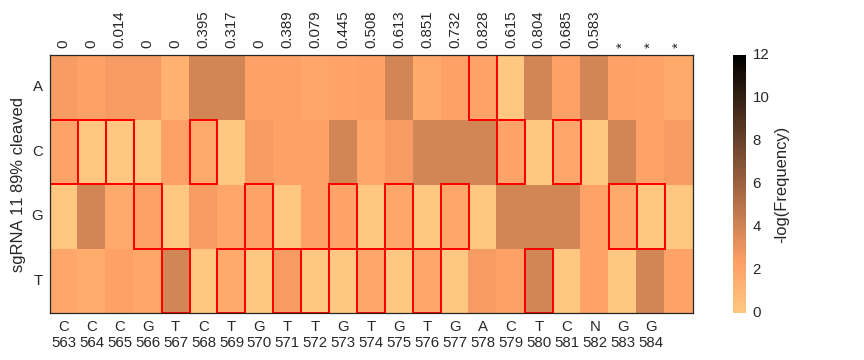 0 0 0.014 0 0 0.395 0.317 0 0.389 0.079 0.445 0.508 0.613 0.851 0.732 0.828 0.615 0.804 0.685 0.583 * * *
sgRNA 11 89% cleaved
A
C
G
T
C C C G T C T G T T G T G T G A C T C N G G
563 564 565 566 567 568 569 570 571 572 573 574 575 576 577 578 579 580 581 582 583 584
12
10
8
6
4
2
0
-log(Frequency)